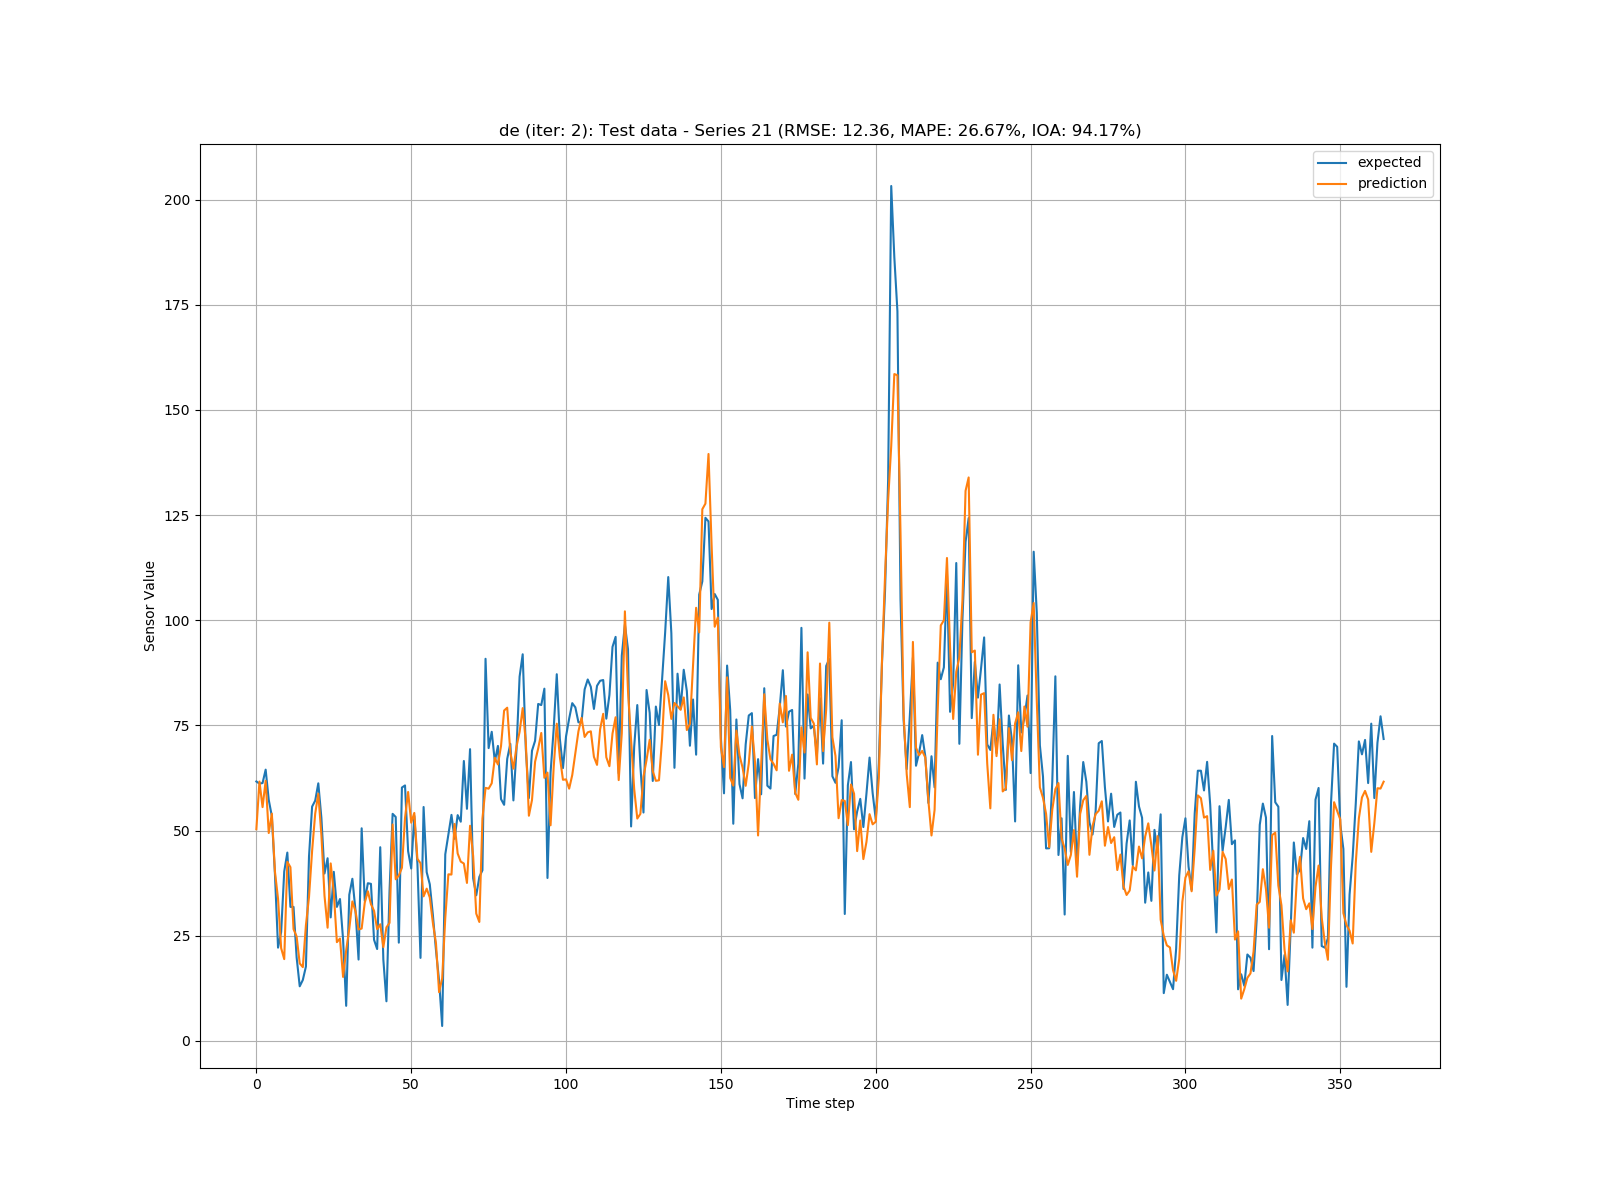 de (iter: 2): Test data - Series 21 (RMSE: 12.36, MAPE: 26.67%, IOA: 94.17%)
expected
prediction
200
175
150
125
100
75
50
25
0
Sensor Value
0 50 100 150 200 250 300 350
Time step